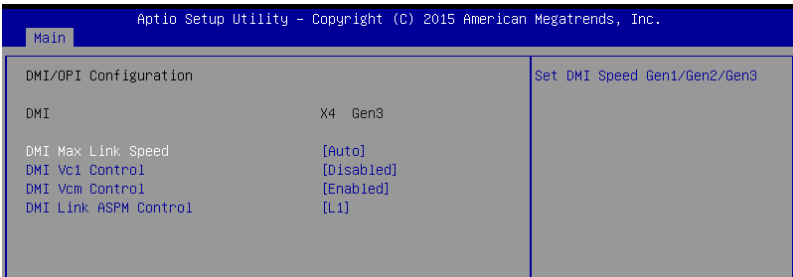 Aptio Setup Utility – Copyright (C) 2015 American Megatrends, Inc.
Main
DMI/OPI Configuration
Set DMI Speed Gen1/Gen2/Gen3
DMI X4 Gen3
DMI Max Link Speed [Auto]
DMI Vc1 Control [Disabled]
DMI Vcm Control [Enabled]
DMI Link ASPM Control [L1]